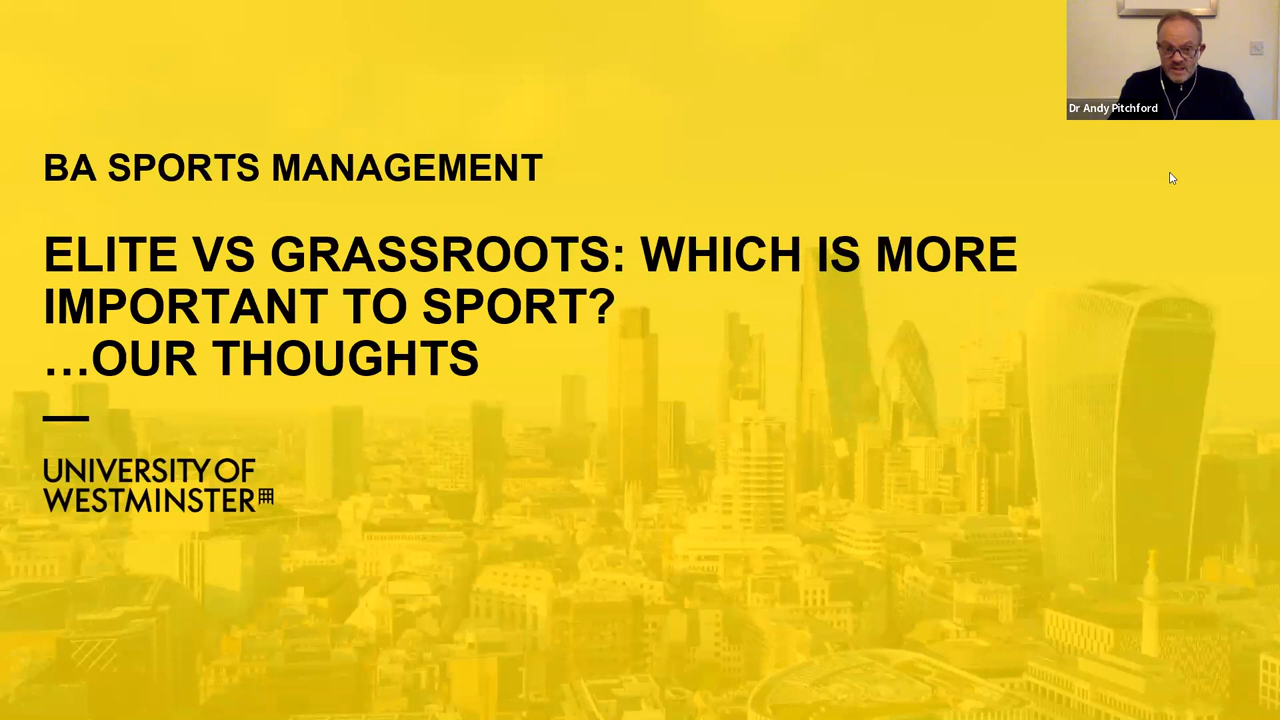 Dr Andy Pitchford
BA SPORTS MANAGEMENT
ELITE VS GRASSROOTS: WHICH IS MORE
IMPORTANT TO SPORT?
…OUR THOUGHTS
UNIVERSITY OF
WESTMINSTER